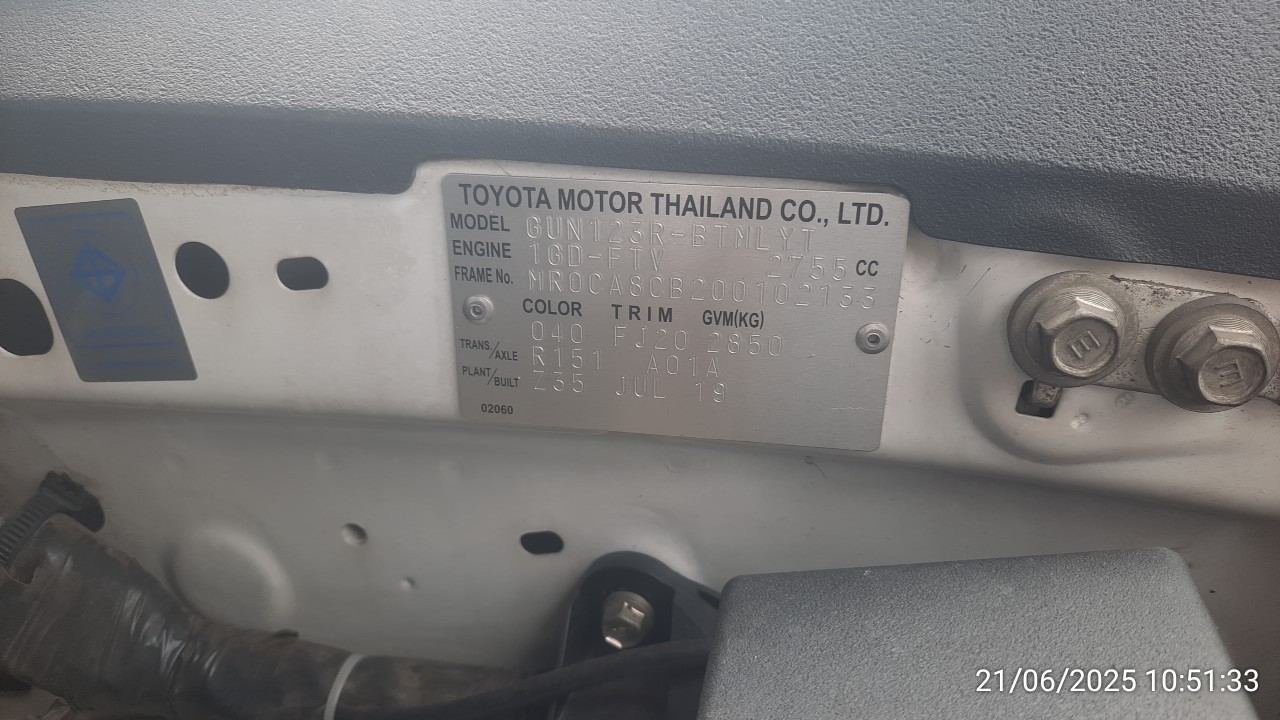 TOYOTA MOTOR THAILAND CO., LTD.
MODEL GUN123R-BTMLYT
ENGINE 1GD-FTV 2755 CC
FRAME No. MR0CA8CB200102133
COLOR TRIM GVM(KG)
040 FJ20 2850
TRANS./AXLE R151 A01A
PLANT/BUILT Z35 JUL 19
02060
E
E
21/06/2025 10:51:33